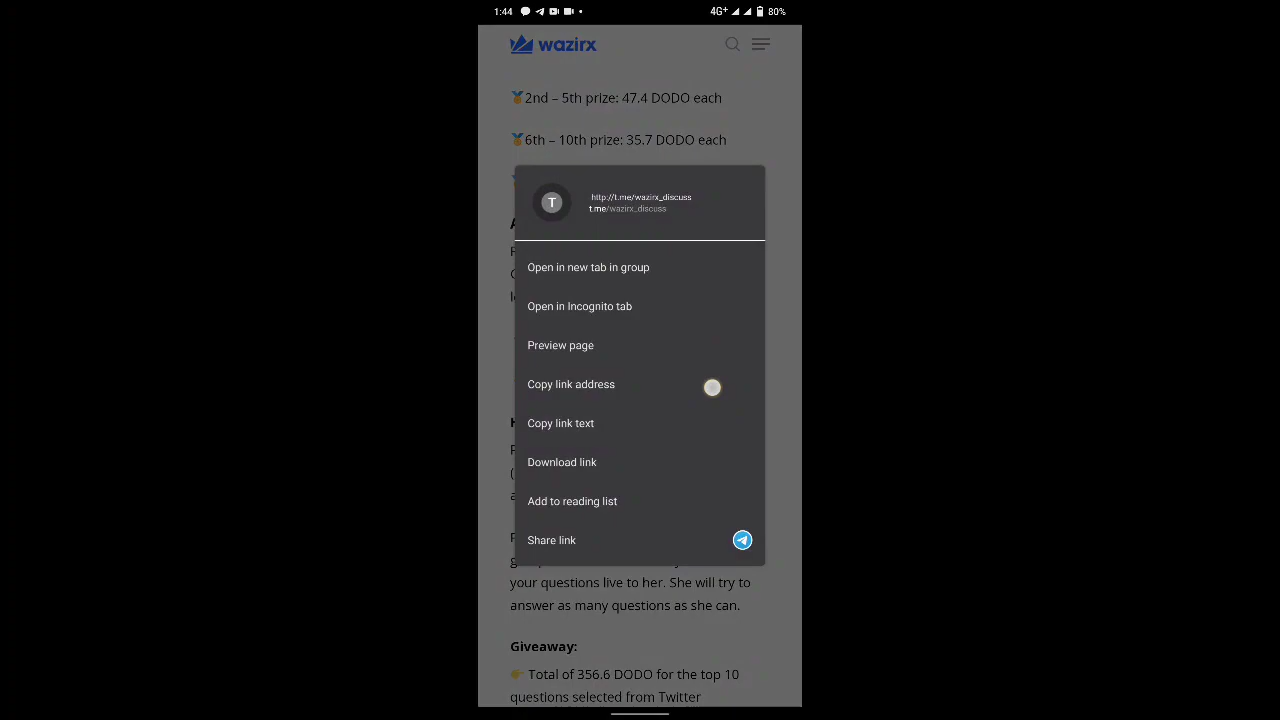 1:44 4G+ 80%
wazirx
2nd – 5th prize: 47.4 DODO each
6th – 10th prize: 35.7 DODO each
T
http://t.me/wazirx_discuss
t.me/wazirx_discuss
Open in new tab in group
Open in Incognito tab
Preview page
Copy link address
Copy link text
Download link
Add to reading list
Share link
your questions live to her. She will try to
answer as many questions as she can.
Giveaway:
👉 Total of 356.6 DODO for the top 10
questions selected from Twitter